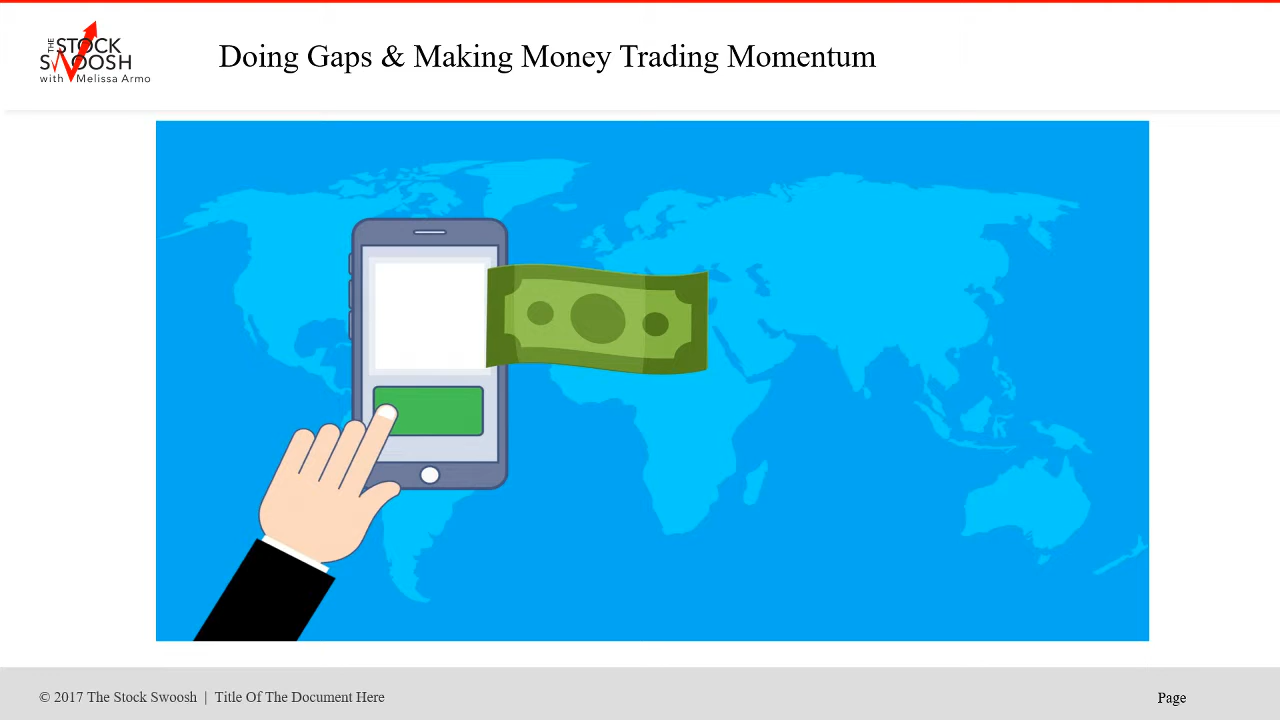 THE STOCK
SWOOSH
with Melissa Armo
Doing Gaps & Making Money Trading Momentum
© 2017 The Stock Swoosh | Title Of The Document Here
Page